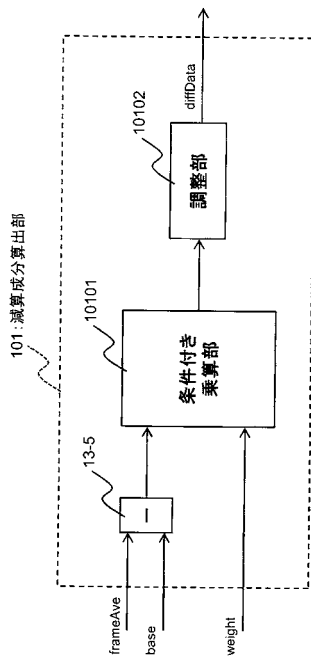 101:減算成分算出部
frameAve
base
weight
13-5
−
10101
条件付き
乗算部
10102
調整部
diffData